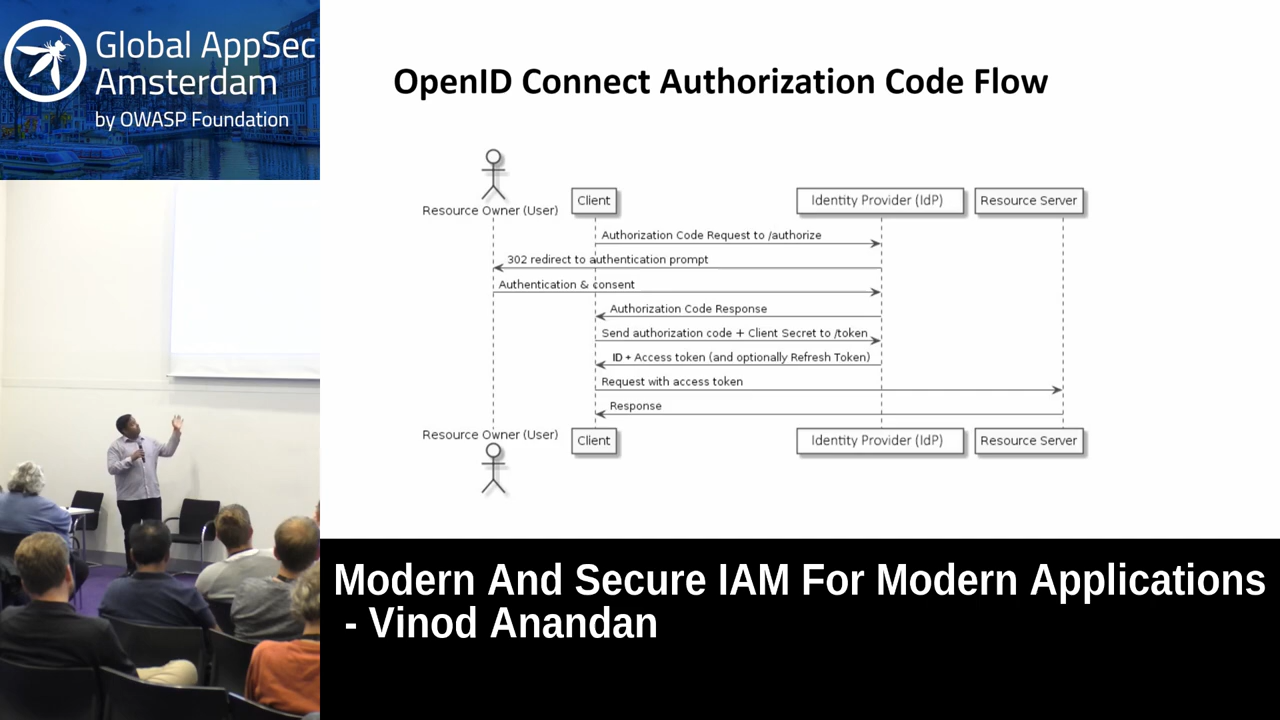 Global AppSec
Amsterdam
by OWASP Foundation
OpenID Connect Authorization Code Flow
Resource Owner (User)
Client
Identity Provider (IdP)
Resource Server
Authorization Code Request to /authorize
302 redirect to authentication prompt
Authentication & consent
Authorization Code Response
Send authorization code + Client Secret to /token
ID + Access token (and optionally Refresh Token)
Request with access token
Response
Resource Owner (User)
Client
Identity Provider (IdP)
Resource Server
Modern And Secure IAM For Modern Applications
- Vinod Anandan